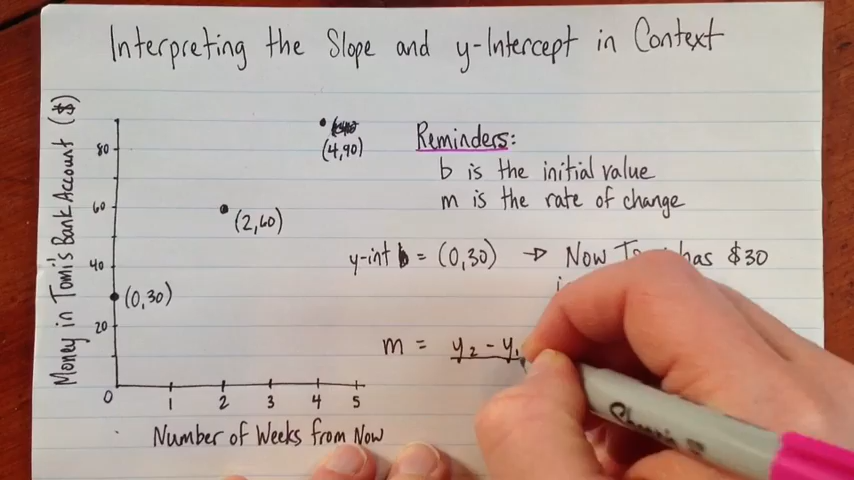 Interpreting the Slope and y-Intercept in Context
Money in Tomi's Bank Account ($)
80
60
40
20
0
1 2 3 4 5
Number of Weeks from Now
(4,90)
(2,60)
(0,30)
Reminders:
b is the initial value
m is the rate of change
y-int b = (0,30) → Now has $30
m = y₂ - y₁